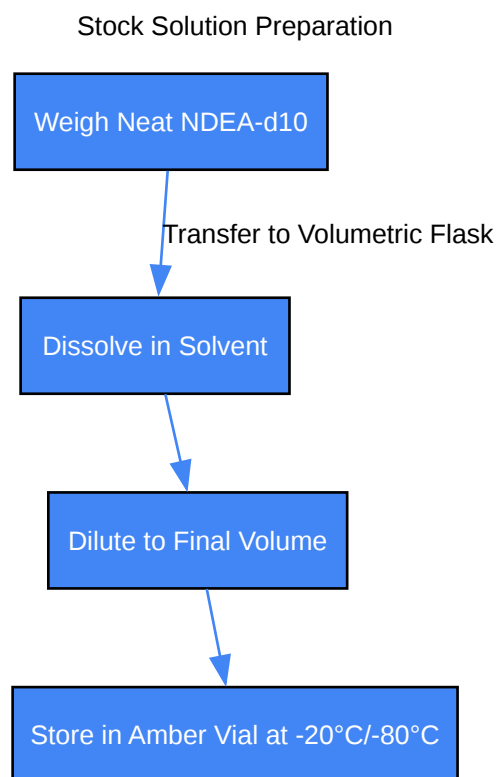 Stock Solution Preparation
Weigh Neat NDEA-d10
Transfer to Volumetric Flask
Dissolve in Solvent
Dilute to Final Volume
Store in Amber Vial at -20°C/-80°C